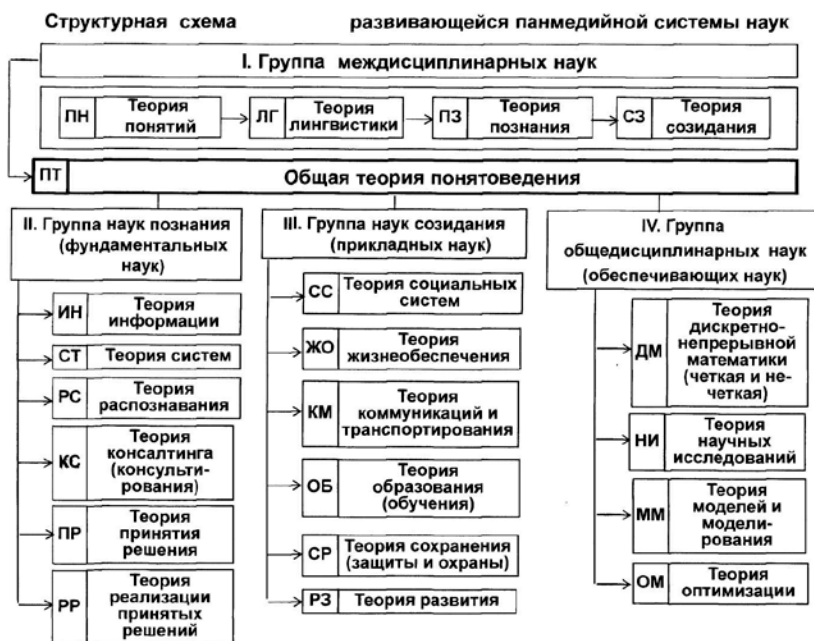 Структурная схема развивающейся панмедийной системы наук
I. Группа междисциплинарных наук
ПН
Теория
понятий
ЛГ
Теория
лингвистики
ПЗ
Теория
познания
СЗ
Теория
созидания
ПТ
Общая теория понятоведения
II. Группа наук познания
(фундаментальных
наук)
ИН
Теория
информации
СТ
Теория систем
РС
Теория
распознавания
КС
Теория
консалтинга
(консульти-
рования)
ПР
Теория
принятия
решения
РР
Теория
реализации
принятых
решений
III. Группа наук созидания
(прикладных наук)
СС
Теория социальных
систем
ЖО
Теория
жизнеобеспечения
КМ
Теория
коммуникаций и
транспортирования
ОБ
Теория
образования
(обучения)
СР
Теория сохранения
(защиты и охраны)
РЗ
Теория развития
IV. Группа
общедисциплинарных наук
(обеспечивающих наук)
ДМ
Теория
дискретно-
непрерывной
математики
(четкая и не-
четкая)
НИ
Теория
научных
исследований
ММ
Теория
моделей и
модели-
рования
ОМ
Теория
оптимизации